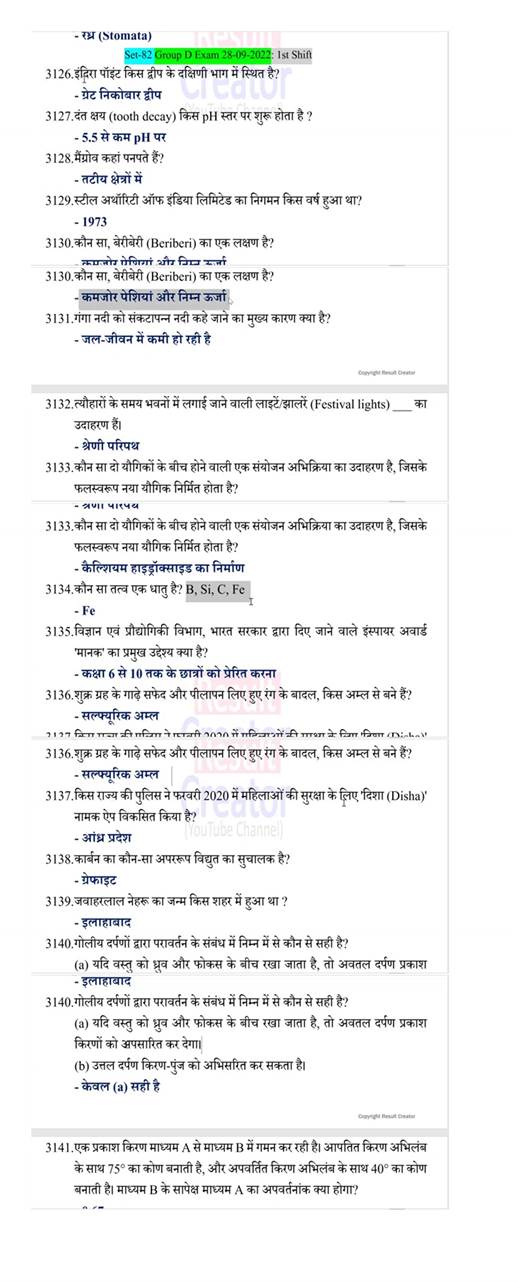 - रंध्र (Stomata)
Set-82 Group D Exam 28-09-2022: 1st Shift
3126.इंदिरा पॉइंट किस द्वीप के दक्षिणी भाग में स्थित है?
- ग्रेट निकोबार द्वीप
3127.दंत क्षय (tooth decay) किस pH स्तर पर शुरू होता है ?
- 5.5 से कम pH पर
3128.मैंग्रोव कहां पनपते हैं?
- तटीय क्षेत्रों में
3129.स्टील अथॉरिटी ऑफ इंडिया लिमिटेड का निगमन किस वर्ष हुआ था?
- 1973
3130.कौन सा, बेरीबेरी (Beriberi) का एक लक्षण है?
- कमजोर पेशियां और निम्न ऊर्जा
3130.कौन सा, बेरीबेरी (Beriberi) का एक लक्षण है?
- कमजोर पेशियां और निम्न ऊर्जा
3131.गंगा नदी को संकटापन्न नदी कहे जाने का मुख्य कारण क्या है?
- जल-जीवन में कमी हो रही है
Copyright Result Creator
3132.त्यौहारों के समय भवनों में लगाई जाने वाली लाइटें/झालरें (Festival lights) ___ का
उदाहरण हैं।
- श्रेणी परिपथ
3133.कौन सा दो यौगिकों के बीच होने वाली एक संयोजन अभिक्रिया का उदाहरण है, जिसके
फलस्वरूप नया यौगिक निर्मित होता है?
- श्रेणी परिपथ
3133.कौन सा दो यौगिकों के बीच होने वाली एक संयोजन अभिक्रिया का उदाहरण है, जिसके
फलस्वरूप नया यौगिक निर्मित होता है?
- कैल्शियम हाइड्रॉक्साइड का निर्माण
3134.कौन सा तत्व एक धातु है? B, Si, C, Fe
- Fe
3135.विज्ञान एवं प्रौद्योगिकी विभाग, भारत सरकार द्वारा दिए जाने वाले इंस्पायर अवार्ड
'मानक' का प्रमुख उद्देश्य क्या है?
- कक्षा 6 से 10 तक के छात्रों को प्रेरित करना
3136.शुक्र ग्रह के गाढ़े सफेद और पीलापन लिए हुए रंग के बादल, किस अम्ल से बने हैं?
- सल्फ्यूरिक अम्ल
3137.किस राज्य की पुलिस ने फरवरी 2020 में महिलाओं की सुरक्षा के लिए 'दिशा (Disha)'
3136.शुक्र ग्रह के गाढ़े सफेद और पीलापन लिए हुए रंग के बादल, किस अम्ल से बने हैं?
- सल्फ्यूरिक अम्ल
3137.किस राज्य की पुलिस ने फरवरी 2020 में महिलाओं की सुरक्षा के लिए 'दिशा (Disha)'
नामक ऐप विकसित किया है?
- आंध्र प्रदेश
3138.कार्बन का कौन-सा अपररूप विद्युत का सुचालक है?
- ग्रेफाइट
3139.जवाहरलाल नेहरू का जन्म किस शहर में हुआ था ?
- इलाहाबाद
3140.गोलीय दर्पणों द्वारा परावर्तन के संबंध में निम्न में से कौन से सही है?
(a) यदि वस्तु को ध्रुव और फोकस के बीच रखा जाता है, तो अवतल दर्पण प्रकाश
- इलाहाबाद
3140.गोलीय दर्पणों द्वारा परावर्तन के संबंध में निम्न में से कौन से सही है?
(a) यदि वस्तु को ध्रुव और फोकस के बीच रखा जाता है, तो अवतल दर्पण प्रकाश
किरणों को अपसारित कर देगा।
(b) उत्तल दर्पण किरण-पुंज को अभिसरित कर सकता है।
- केवल (a) सही है
Copyright Result Creator
3141.एक प्रकाश किरण माध्यम A से माध्यम B में गमन कर रही है। आपतित किरण अभिलंब
के साथ 75° का कोण बनाती है, और अपवर्तित किरण अभिलंब के साथ 40° का कोण
बनाती है। माध्यम B के सापेक्ष माध्यम A का अपवर्तनांक क्या होगा?